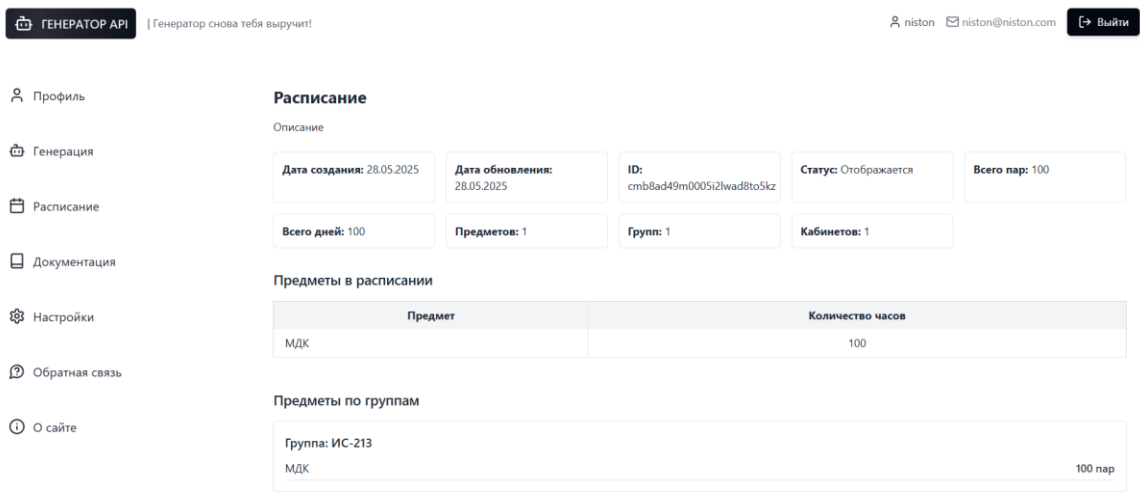 ГЕНЕРАТОР API
| Генератор снова тебя выручит!
niston
niston@niston.com
Выйти
Профиль
Генерация
Расписание
Документация
Настройки
Обратная связь
О сайте
Расписание
Описание
Дата создания: 28.05.2025
Дата обновления:
28.05.2025
ID:
cmb8ad49m0005i2lwad8to5kz
Статус: Отображается
Всего пар: 100
Всего дней: 100
Предметов: 1
Групп: 1
Кабинетов: 1
Предметы в расписании
Предмет
Количество часов
МДК
100
Предметы по группам
Группа: ИС-213
МДК
100 пар